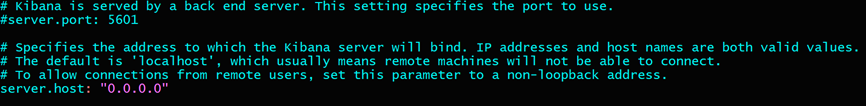 # Kibana is served by a back end server. This setting specifies the port to use.
#server.port: 5601
# Specifies the address to which the Kibana server will bind. IP addresses and host names are both valid values.
# The default is 'localhost', which usually means remote machines will not be able to connect.
# To allow connections from remote users, set this parameter to a non-loopback address.
server.host: "0.0.0.0"